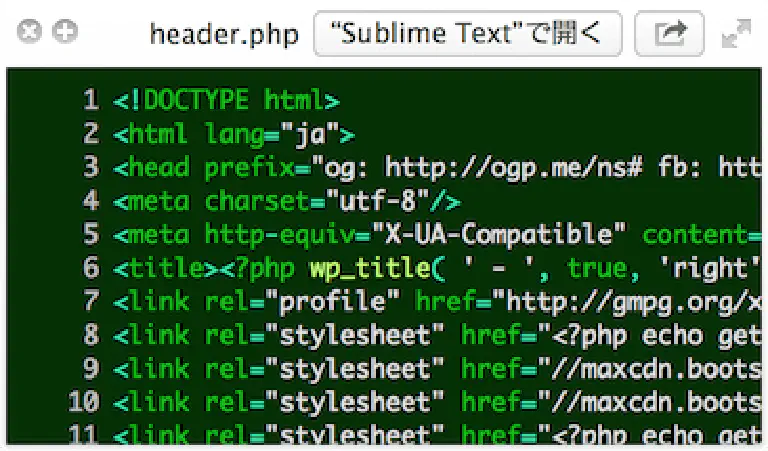 header.php “Sublime Text”で開く
1 <!DOCTYPE html>
2 <html lang="ja">
3 <head prefix="og: http://ogp.me/ns# fb: htt
4 <meta charset="utf-8"/>
5 <meta http-equiv="X-UA-Compatible" content=
6 <title><?php wp_title( ' - ', true, 'right'
7 <link rel="profile" href="http://gmpg.org/x
8 <link rel="stylesheet" href="<?php echo get
9 <link rel="stylesheet" href="//maxcdn.boots
10 <link rel="stylesheet" href="//maxcdn.boots
11 <link rel="stylesheet" href="<?php echo get